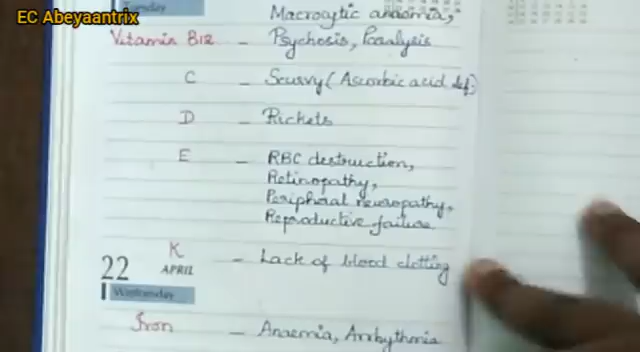 EC Abeyaantrix
Macrocytic anaemia,
Vitamin B12 - Psychosis, Paralysis
C - Scurvy (Ascorbic acid def.)
D - Rickets
E - RBC destruction,
Retinopathy,
Peripheral neuropathy,
Reproductive failure
K - Lack of blood clotting
22
APRIL
Wednesday
Iron - Anaemia, Arrhythmia